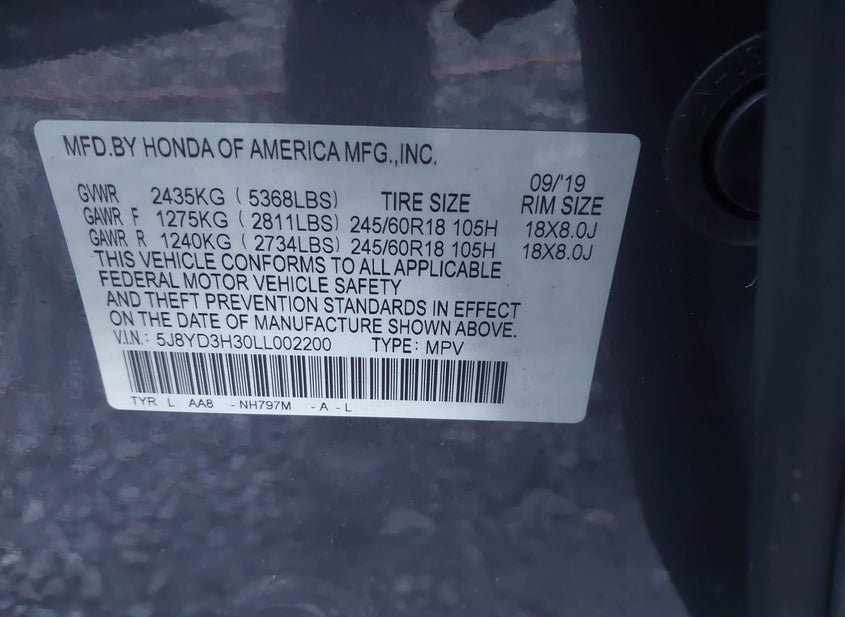 MFD.BY HONDA OF AMERICA MFG.,INC.
09/'19
GVWR 2435KG ( 5368LBS) TIRE SIZE RIM SIZE
GAWR F 1275KG ( 2811LBS) 245/60R18 105H 18X8.0J
GAWR R 1240KG ( 2734LBS) 245/60R18 105H 18X8.0J
THIS VEHICLE CONFORMS TO ALL APPLICABLE
FEDERAL MOTOR VEHICLE SAFETY
AND THEFT PREVENTION STANDARDS IN EFFECT
ON THE DATE OF MANUFACTURE SHOWN ABOVE.
V.I.N.: 5J8YD3H30LL002200 TYPE: MPV
TYR L AA8 -NH797M -A-L